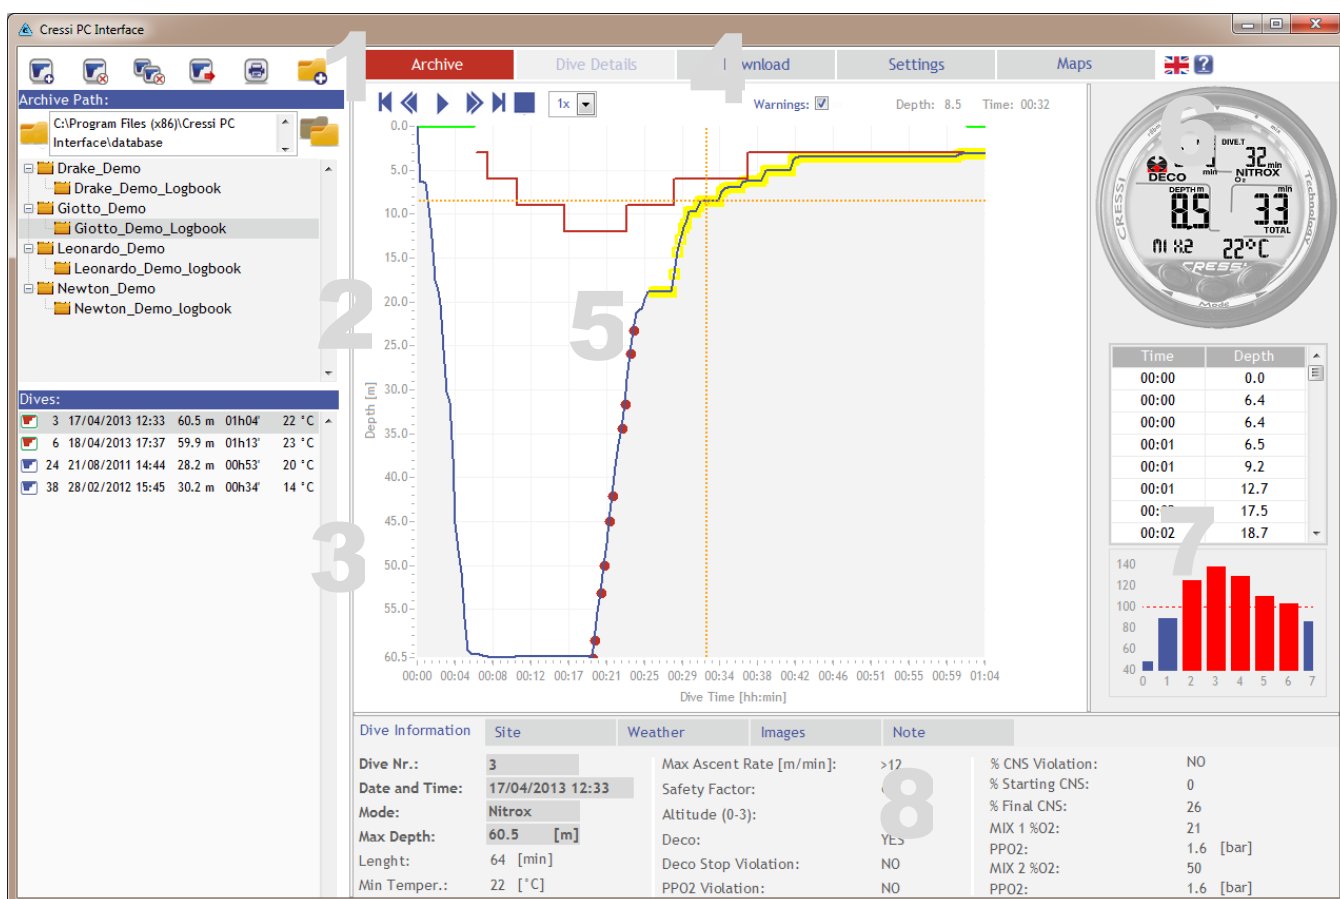 Cressi PC Interface
1
4
Archive Dive Details wnload Settings Maps
?
Archive Path:
C:\Program Files (x86)\Cressi PC
Interface\database
1x Warnings: Depth: 8.5 Time: 00:32
Drake_Demo
Drake_Demo_Logbook
Giotto_Demo
Giotto_Demo_Logbook
Leonardo_Demo
Leonardo_Demo_logbook
Newton_Demo
Newton_Demo_logbook
2
Dives:
3 17/04/2013 12:33 60.5 m 01h04' 22 °C
6 18/04/2013 17:37 59.9 m 01h13' 23 °C
24 21/08/2011 14:44 28.2 m 00h53' 20 °C
38 28/02/2012 15:45 30.2 m 00h34' 14 °C
3
0.0
5.0
10.0
15.0
20.0
25.0
30.0
35.0
40.0
45.0
50.0
55.0
60.5
Depth [m]
5
00:00 00:04 00:08 00:12 00:17 00:21 00:25 00:29 00:34 00:38 00:42 00:46 00:51 00:55 00:59 01:04
Dive Time [hh:min]
6
CRESSI
Technology
min
DIVE.T
32 min
DECO min NITROX
O₂
DEPTH m min
8.5 33
TOTAL
MIX2 22°C
CRESSI
Mode
Time Depth
00:00 0.0
00:00 6.4
00:00 6.4
00:01 6.5
00:01 9.2
00:01 12.7
17.5
00:02 18.7
7
140
120
100
80
60
40
0 1 2 3 4 5 6 7
Dive Information Site Weather Images Note
Dive Nr.: 3
Date and Time: 17/04/2013 12:33
Mode: Nitrox
Max Depth: 60.5 [m]
Lenght: 64 [min]
Min Temper.: 22 [°C]
Max Ascent Rate [m/min]: >12
Safety Factor:
Altitude (0-3):
Deco: YES
Deco Stop Violation: NO
PPO2 Violation: NO
8
% CNS Violation: NO
% Starting CNS: 0
% Final CNS: 26
MIX 1 %O2: 21
PPO2: 1.6 [bar]
MIX 2 %O2: 50
PPO2: 1.6 [bar]